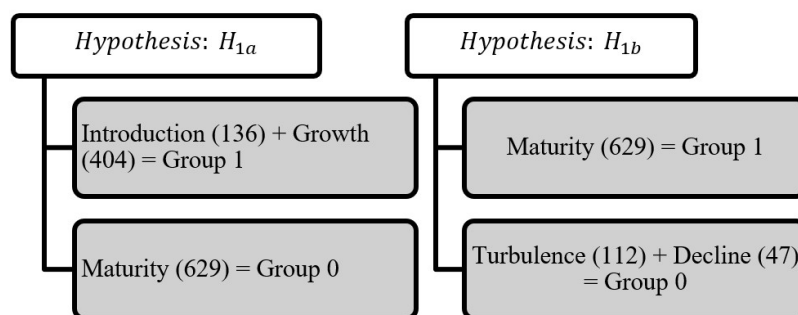 Hypothesis: H1a
Introduction (136) + Growth
(404) = Group 1
Maturity (629) = Group 0
Hypothesis: H1b
Maturity (629) = Group 1
Turbulence (112) + Decline (47)
= Group 0